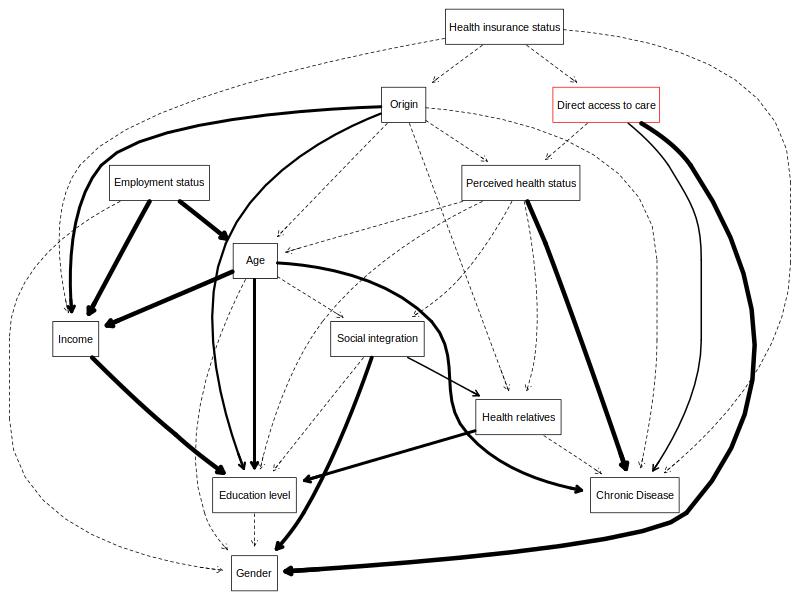 Health insurance status
Origin
Direct access to care
Employment status
Perceived health status
Age
Income
Social integration
Health relatives
Education level
Chronic Disease
Gender